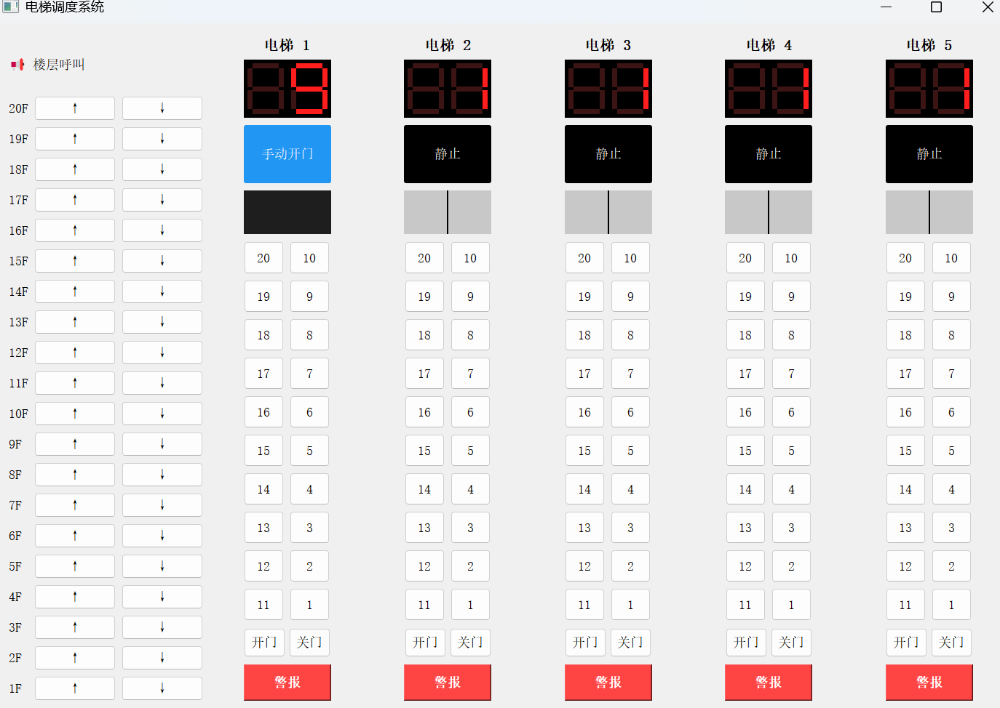 电梯调度系统
电梯 1 电梯 2 电梯 3 电梯 4 电梯 5
楼层呼叫
9 1 1 1 1
手动开门 静止 静止 静止 静止
20F ↑ ↓
19F ↑ ↓
18F ↑ ↓
17F ↑ ↓
16F ↑ ↓
15F ↑ ↓
14F ↑ ↓
13F ↑ ↓
12F ↑ ↓
11F ↑ ↓
10F ↑ ↓
9F ↑ ↓
8F ↑ ↓
7F ↑ ↓
6F ↑ ↓
5F ↑ ↓
4F ↑ ↓
3F ↑ ↓
2F ↑ ↓
1F ↑ ↓
20 10 20 10 20 10 20 10 20 10
19 9 19 9 19 9 19 9 19 9
18 8 18 8 18 8 18 8 18 8
17 7 17 7 17 7 17 7 17 7
16 6 16 6 16 6 16 6 16 6
15 5 15 5 15 5 15 5 15 5
14 4 14 4 14 4 14 4 14 4
13 3 13 3 13 3 13 3 13 3
12 2 12 2 12 2 12 2 12 2
11 1 11 1 11 1 11 1 11 1
开门 关门 开门 关门 开门 关门 开门 关门 开门 关门
警报 警报 警报 警报 警报